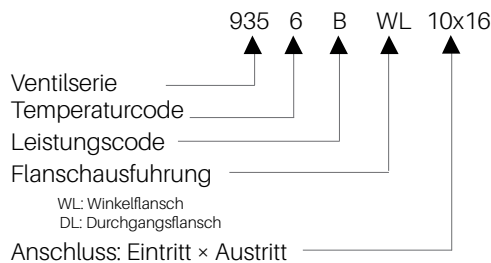 935 6 B WL 10x16
Ventilserie
Temperaturcode
Leistungscode
Flanschausfuhrung
WL: Winkelflansch
DL: Durchgangsflansch
Anschluss: Eintritt × Austritt